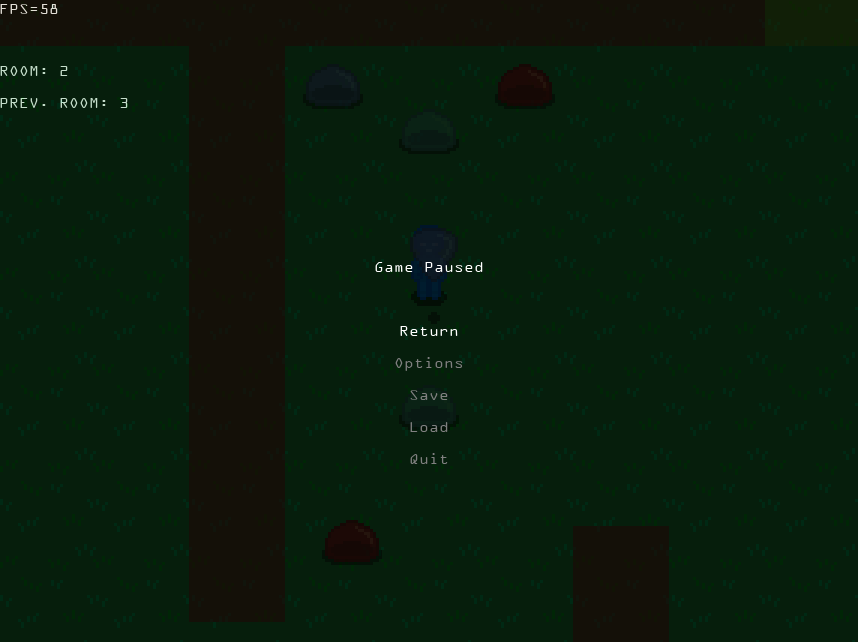 FPS=58
ROOM: 2
PREV. ROOM: 3
Game Paused
Return
Options
Save
Load
Quit